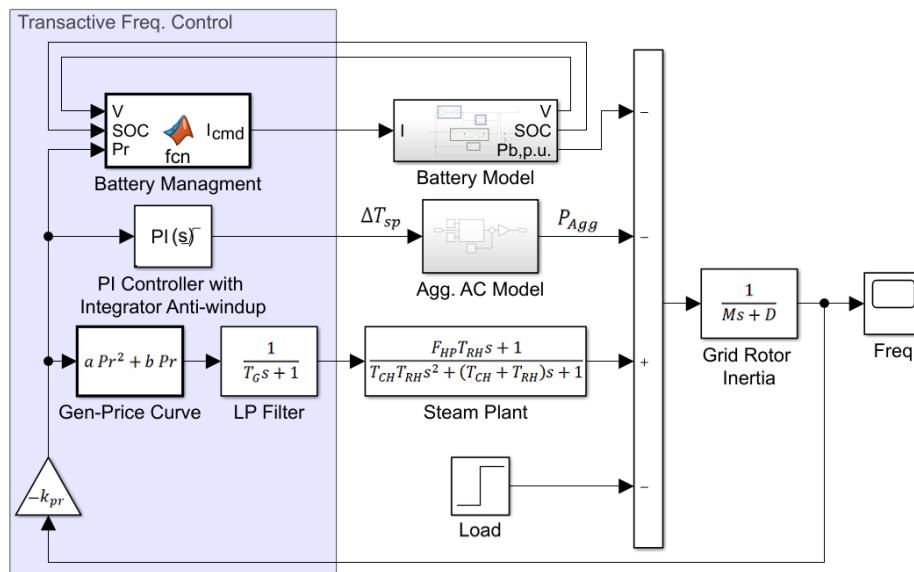 Transactive Freq. Control
V
SOC
Pr
fcn
I_cmd
Battery Managment
I
V
SOC
Pb,p.u.
Battery Model
−
PI(s)
PI Controller with
Integrator Anti-windup
ΔT_sp
Agg. AC Model
P_Agg
−
a Pr² + b Pr
Gen-Price Curve
1
T_G s + 1
LP Filter
F_HP T_RH s + 1
T_CH T_RH s² + (T_CH + T_RH)s + 1
Steam Plant
+
1
Ms + D
Grid Rotor
Inertia
Freq
−k_pr
Load
−